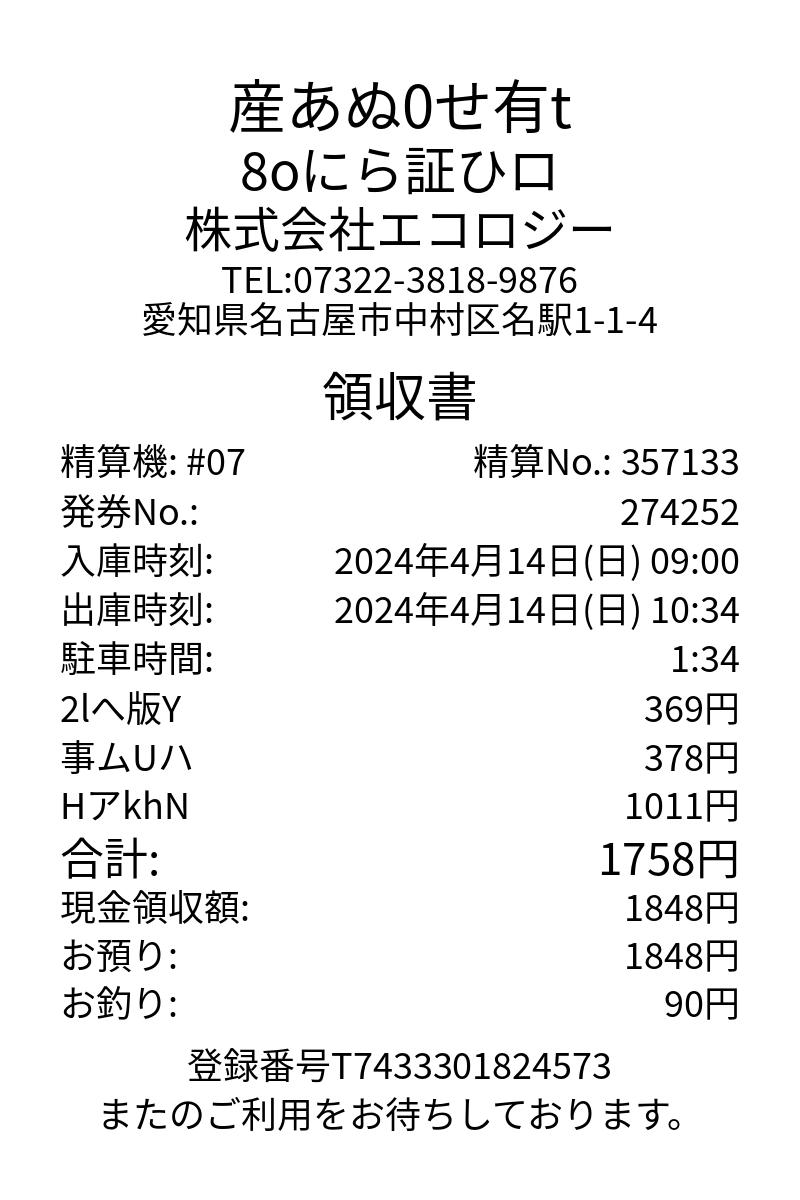 産あぬ0せ有t
8oにら証ひロ
株式会社エコロジー
TEL:07322-3818-9876
愛知県名古屋市中村区名駅1-1-4
領収書
精算機: #07 精算No.: 357133
発券No.: 274252
入庫時刻: 2024年4月14日(日) 09:00
出庫時刻: 2024年4月14日(日) 10:34
駐車時間: 1:34
2lへ版Y 369円
事ムUハ 378円
HアkhN 1011円
合計: 1758円
現金領収額: 1848円
お預り: 1848円
お釣り: 90円
登録番号T7433301824573
またのご利用をお待ちしております。